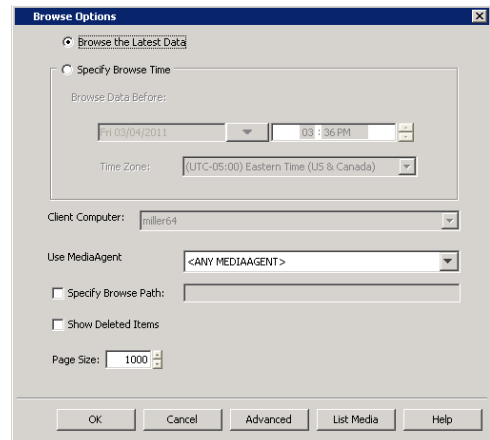 Browse Options
Browse the Latest Data
Specify Browse Time
Browse Data Before:
Fri 03/04/2011
03 : 36 PM
Time Zone:
(UTC-05:00) Eastern Time (US & Canada)
Client Computer:
miller64
Use MediaAgent
<ANY MEDIAAGENT>
Specify Browse Path:
Show Deleted Items
Page Size:
1000
OK
Cancel
Advanced
List Media
Help